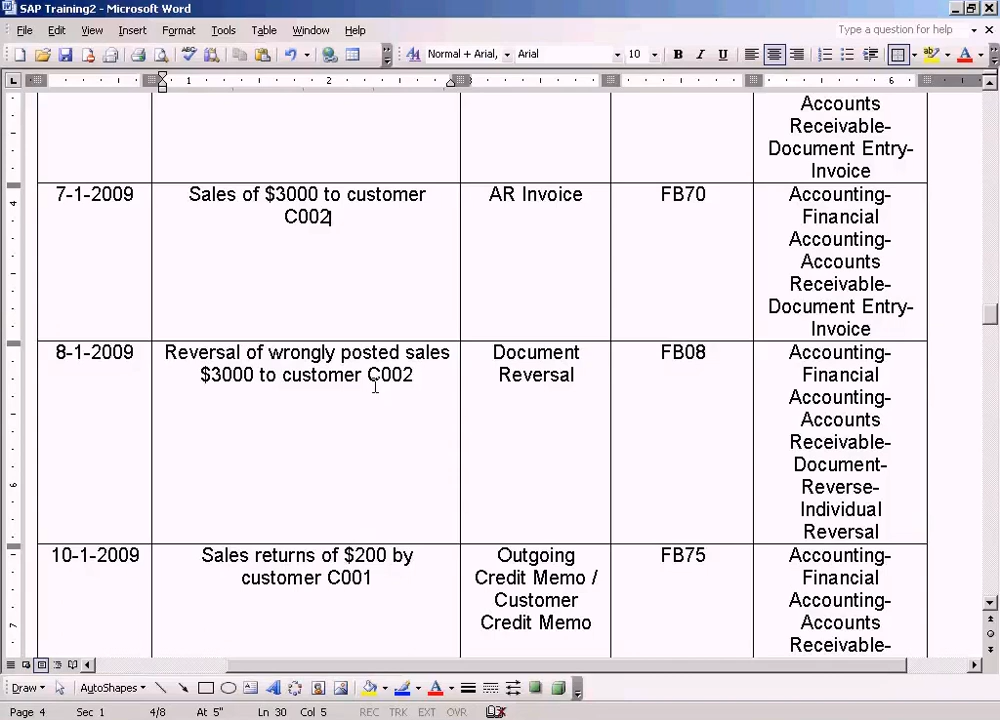 SAP Training2 - Microsoft Word
File Edit View Insert Format Tools Table Window Help Type a question for help
Normal + Arial, Arial 10 B I U
1 2 6
Accounts
Receivable-
Document Entry-
Invoice
7-1-2009 Sales of $3000 to customer AR Invoice FB70 Accounting-
C002 Financial
Accounting-
Accounts
Receivable-
Document Entry-
Invoice
8-1-2009 Reversal of wrongly posted sales Document FB08 Accounting-
$3000 to customer C002 Reversal Financial
Accounting-
Accounts
Receivable-
Document-
Reverse-
Individual
Reversal
10-1-2009 Sales returns of $200 by Outgoing FB75 Accounting-
customer C001 Credit Memo / Financial
Customer Accounting-
Credit Memo Accounts
Receivable-
Draw AutoShapes
Page 4 Sec 1 4/8 At 5" Ln 30 Col 5 REC TRK EXT OVR